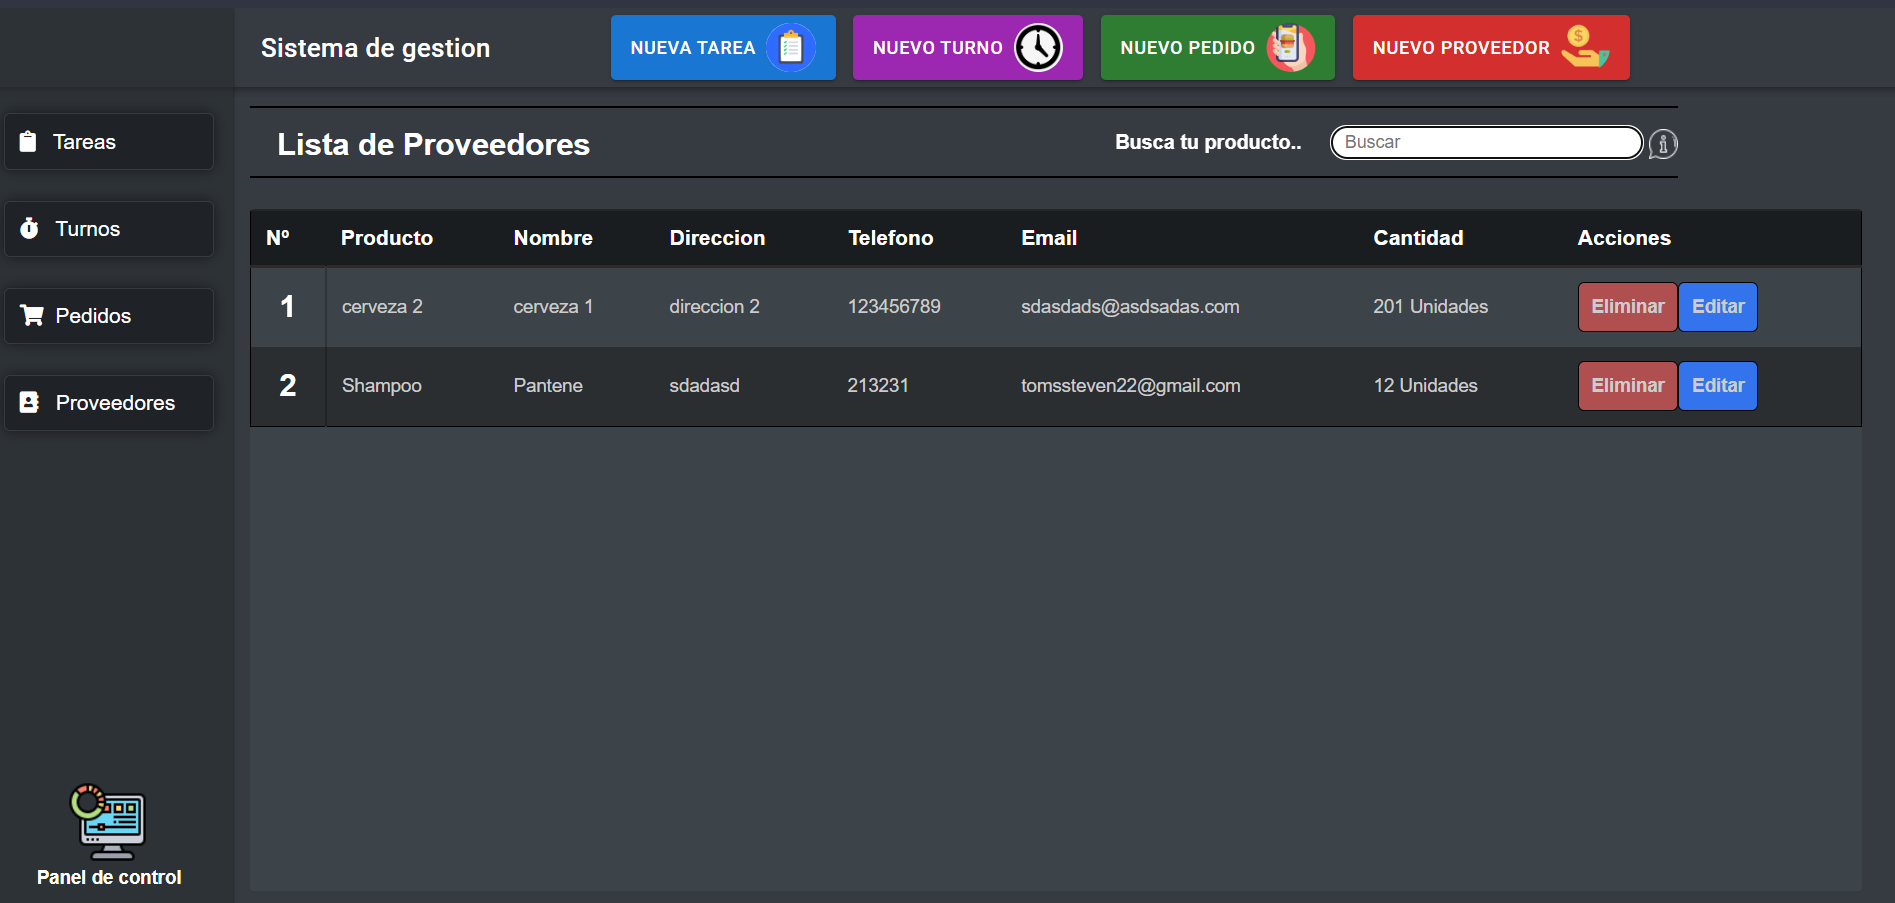 Sistema de gestion
NUEVA TAREA
NUEVO TURNO
NUEVO PEDIDO
NUEVO PROVEEDOR
Tareas
Turnos
Pedidos
Proveedores
Panel de control
Lista de Proveedores
Busca tu producto..
Buscar
Nº Producto Nombre Direccion Telefono Email Cantidad Acciones
1 cerveza 2 cerveza 1 direccion 2 123456789 sdasdads@asdsadas.com 201 Unidades Eliminar Editar
2 Shampoo Pantene sdadasd 213231 tomssteven22@gmail.com 12 Unidades Eliminar Editar